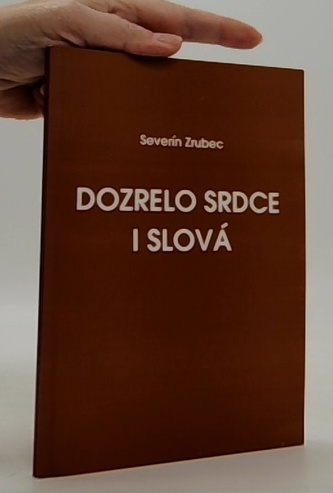 Severín Zrubec
DOZRELO SRDCE
I SLOVÁ